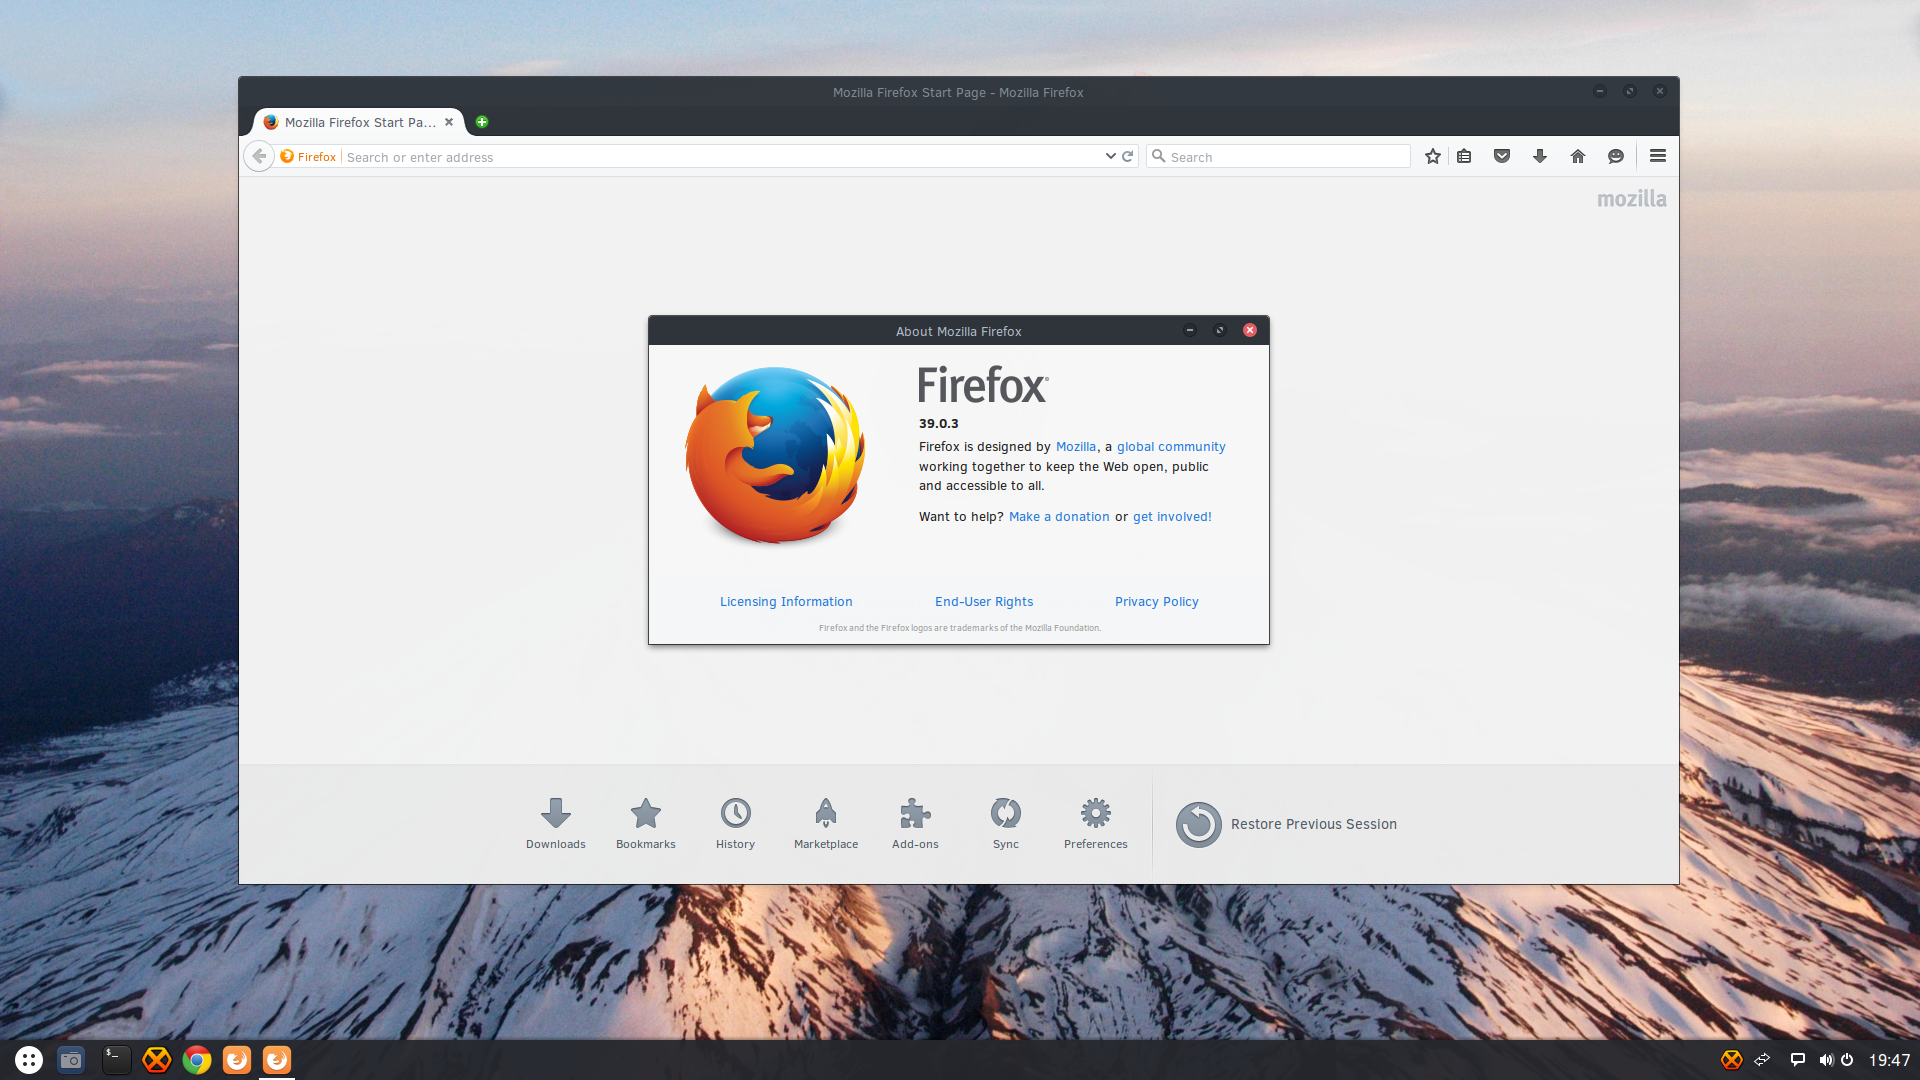 Mozilla Firefox Start Page - Mozilla Firefox
Mozilla Firefox Start Pa...
Firefox Search or enter address
Search
mozilla
About Mozilla Firefox
Firefox®
39.0.3
Firefox is designed by Mozilla, a global community
working together to keep the Web open, public
and accessible to all.
Want to help? Make a donation or get involved!
Licensing Information End-User Rights Privacy Policy
Firefox and the Firefox logos are trademarks of the Mozilla Foundation.
Downloads Bookmarks History Marketplace Add-ons Sync Preferences
Restore Previous Session
$_
19:47